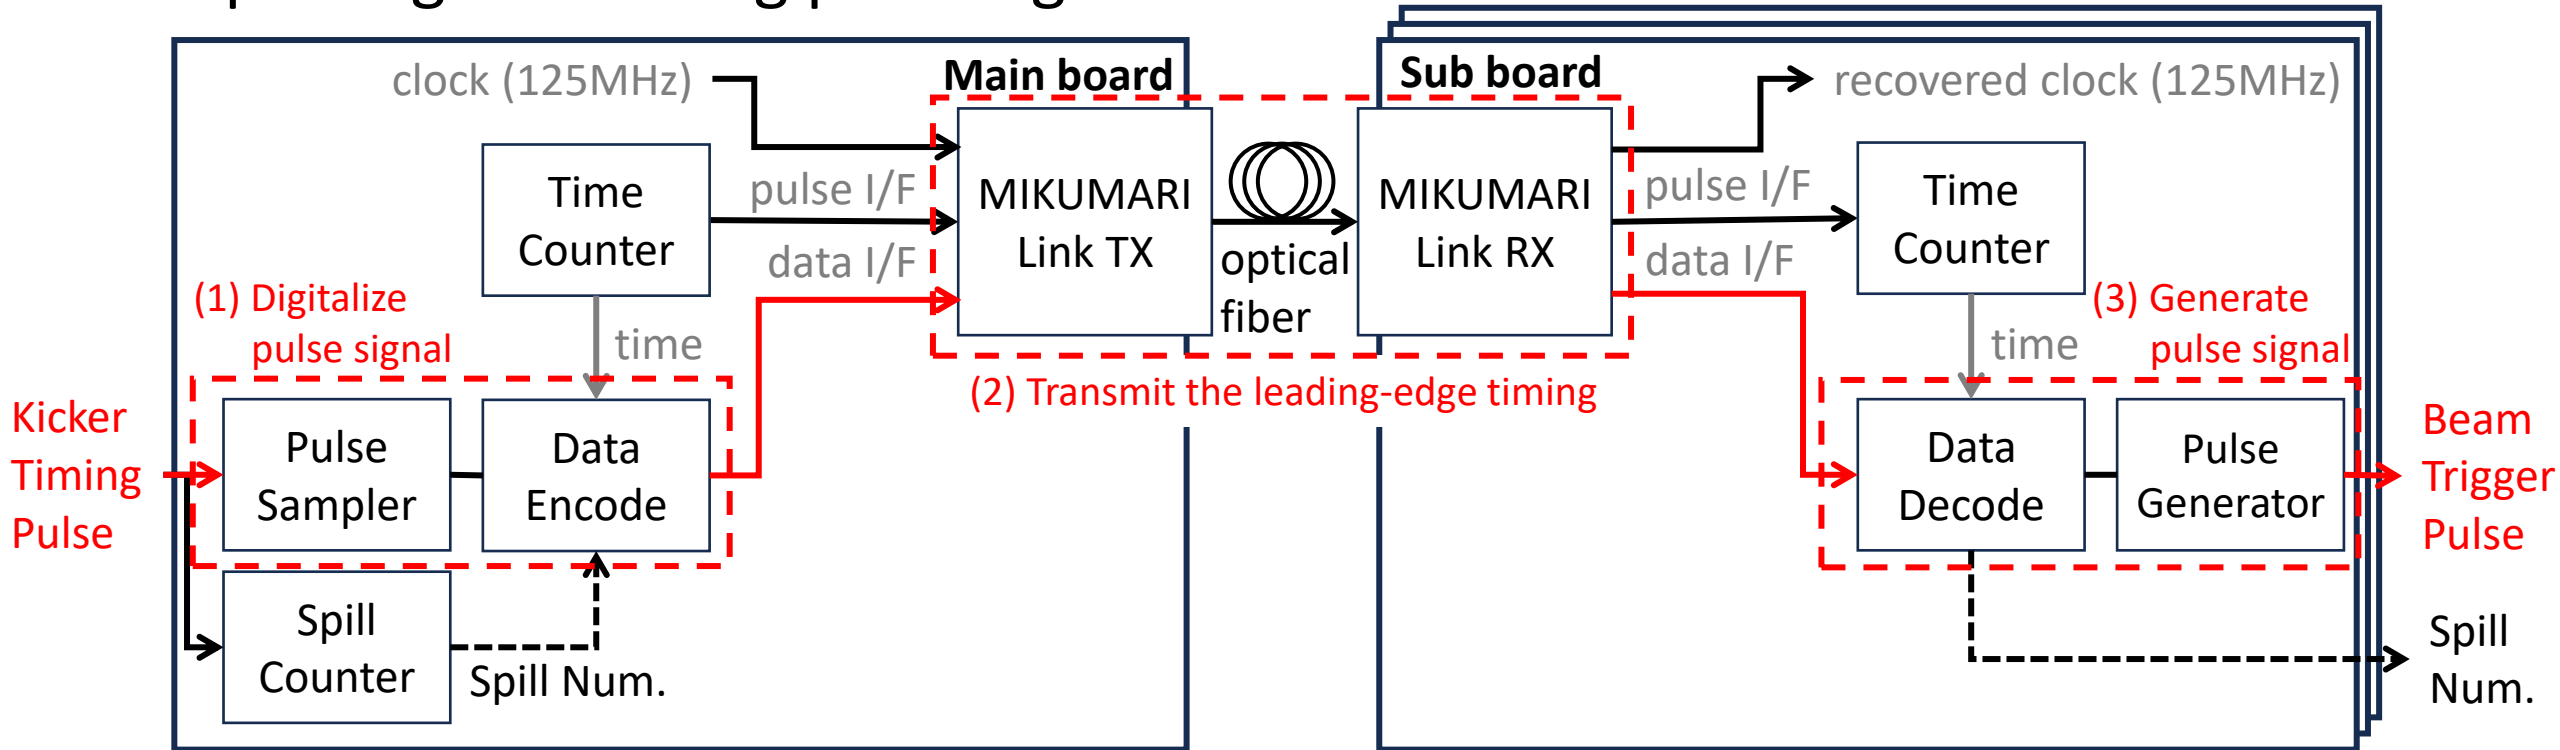 clock (125MHz)
Main board
Sub board
recovered clock (125MHz)
Time
Counter
pulse I/F
data I/F
MIKUMARI
Link TX
optical
fiber
MIKUMARI
Link RX
pulse I/F
data I/F
Time
Counter
(1) Digitalize
pulse signal
time
(2) Transmit the leading-edge timing
time
(3) Generate
pulse signal
Kicker
Timing
Pulse
Pulse
Sampler
Data
Encode
Data
Decode
Pulse
Generator
Beam
Trigger
Pulse
Spill
Counter
Spill Num.
Spill
Num.